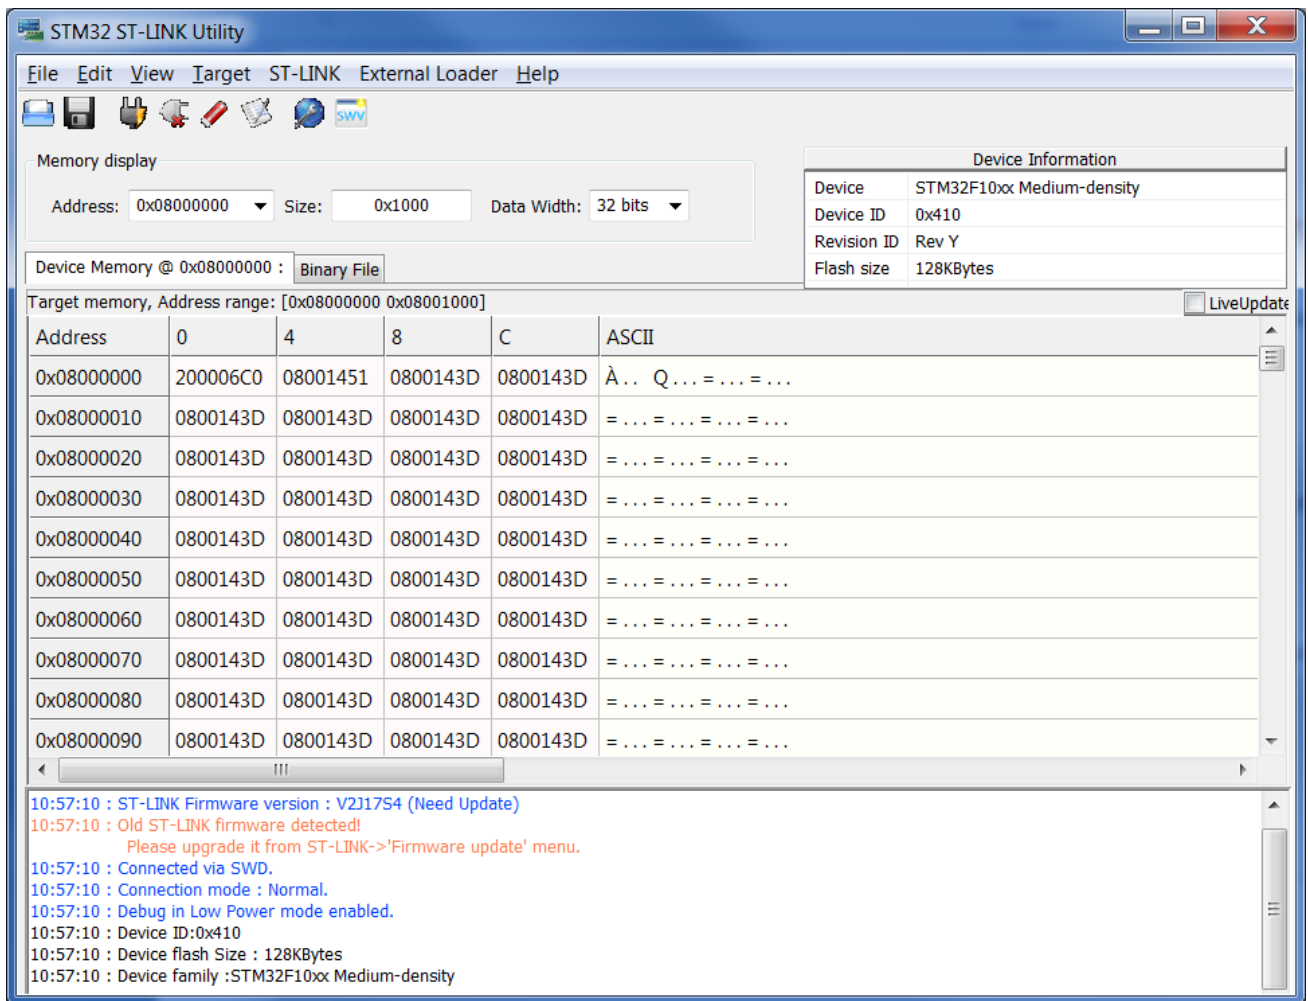 STM32 ST-LINK Utility
File Edit View Target ST-LINK External Loader Help
SWV
Memory display
Address: 0x08000000 Size: 0x1000 Data Width: 32 bits
Device Information
Device STM32F10xx Medium-density
Device ID 0x410
Revision ID Rev Y
Flash size 128KBytes
Device Memory @ 0x08000000 : Binary File
Target memory, Address range: [0x08000000 0x08001000]
LiveUpdate
Address 0 4 8 C ASCII
0x08000000 200006C0 08001451 0800143D 0800143D À . . Q . . . = . . . = . . .
0x08000010 0800143D 0800143D 0800143D 0800143D = . . . = . . . = . . . = . . .
0x08000020 0800143D 0800143D 0800143D 0800143D = . . . = . . . = . . . = . . .
0x08000030 0800143D 0800143D 0800143D 0800143D = . . . = . . . = . . . = . . .
0x08000040 0800143D 0800143D 0800143D 0800143D = . . . = . . . = . . . = . . .
0x08000050 0800143D 0800143D 0800143D 0800143D = . . . = . . . = . . . = . . .
0x08000060 0800143D 0800143D 0800143D 0800143D = . . . = . . . = . . . = . . .
0x08000070 0800143D 0800143D 0800143D 0800143D = . . . = . . . = . . . = . . .
0x08000080 0800143D 0800143D 0800143D 0800143D = . . . = . . . = . . . = . . .
0x08000090 0800143D 0800143D 0800143D 0800143D = . . . = . . . = . . . = . . .
10:57:10 : ST-LINK Firmware version : V2J17S4 (Need Update)
10:57:10 : Old ST-LINK firmware detected!
Please upgrade it from ST-LINK->'Firmware update' menu.
10:57:10 : Connected via SWD.
10:57:10 : Connection mode : Normal.
10:57:10 : Debug in Low Power mode enabled.
10:57:10 : Device ID:0x410
10:57:10 : Device flash Size : 128KBytes
10:57:10 : Device family :STM32F10xx Medium-density